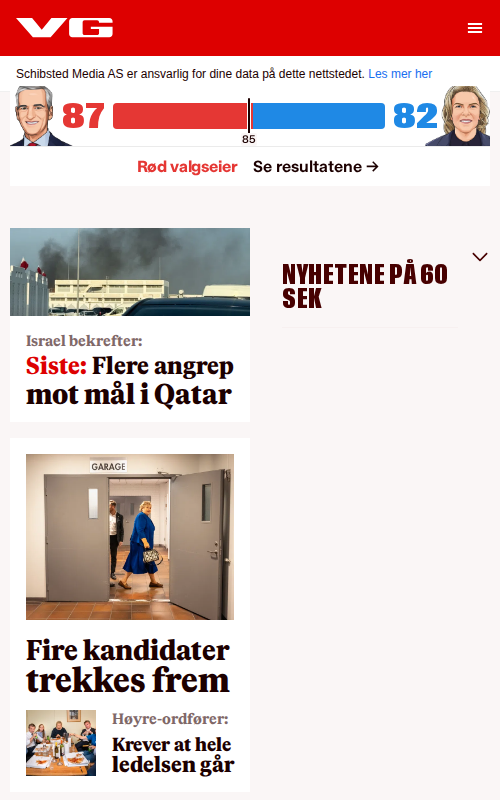 VG
Schibsted Media AS er ansvarlig for dine data på dette nettstedet. Les mer her
87
82
85
Rød valgseier Se resultatene →
Israel bekrefter:
Siste: Flere angrep
mot mål i Qatar
NYHETENE PÅ 60
SEK
GARAGE
Fire kandidater
trekkes frem
Høyre-ordfører:
Krever at hele
ledelsen går